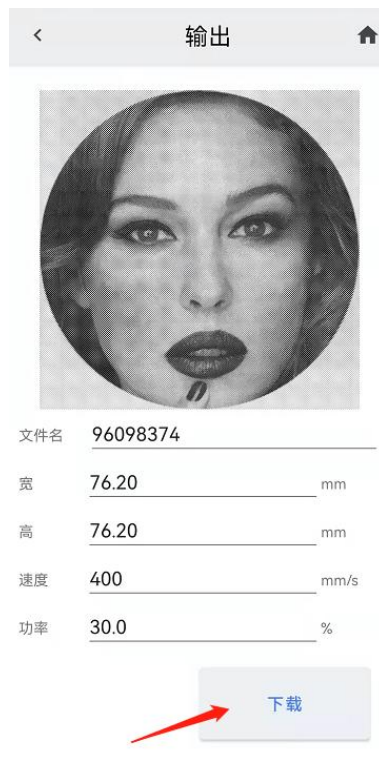 输出
文件名 96098374
宽 76.20 mm
高 76.20 mm
速度 400 mm/s
功率 30.0 %
下载